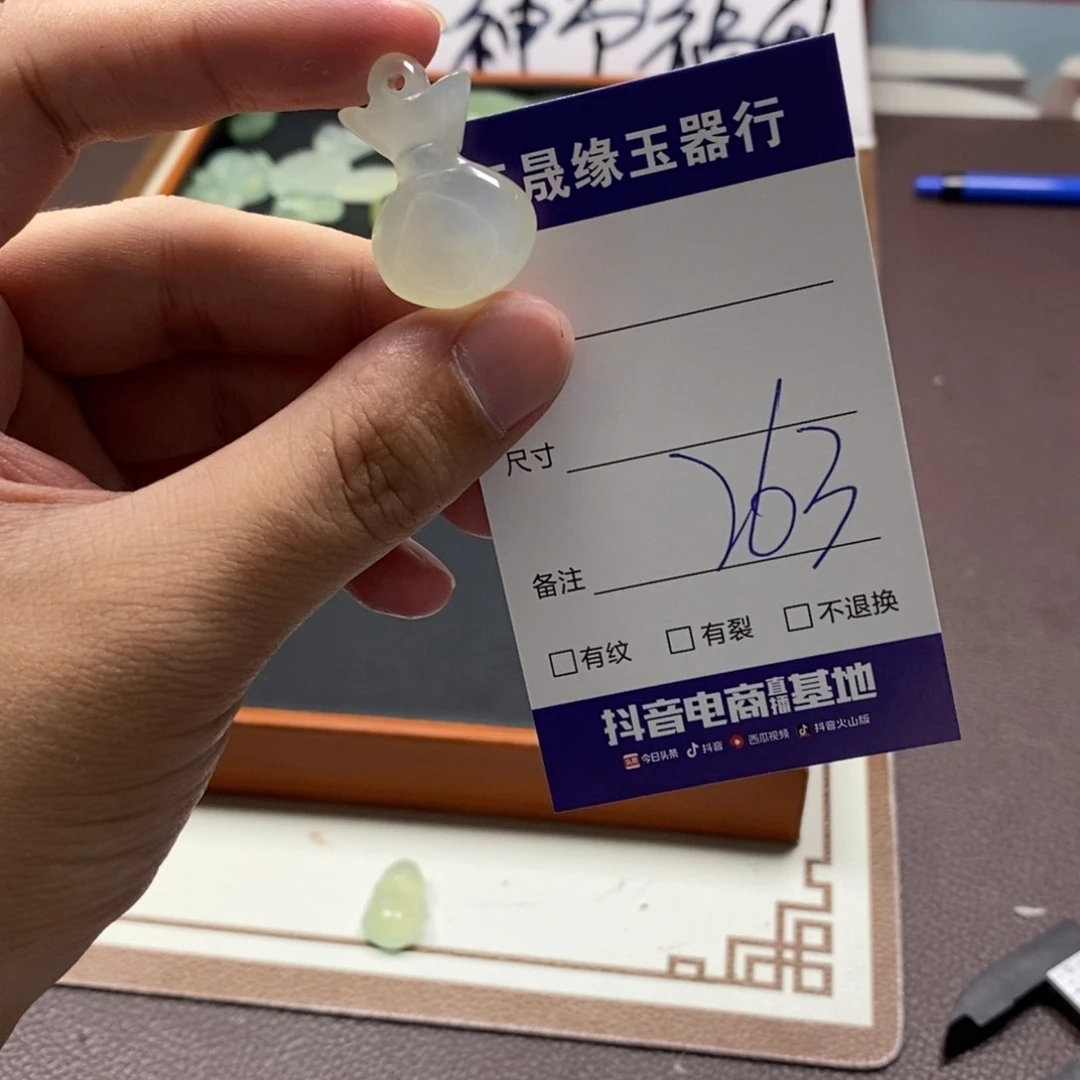 晟缘玉器行
尺寸
263
备注
□有纹 □有裂 □不退换
抖音电商直播基地
今日头条 抖音 西瓜视频 抖音火山版